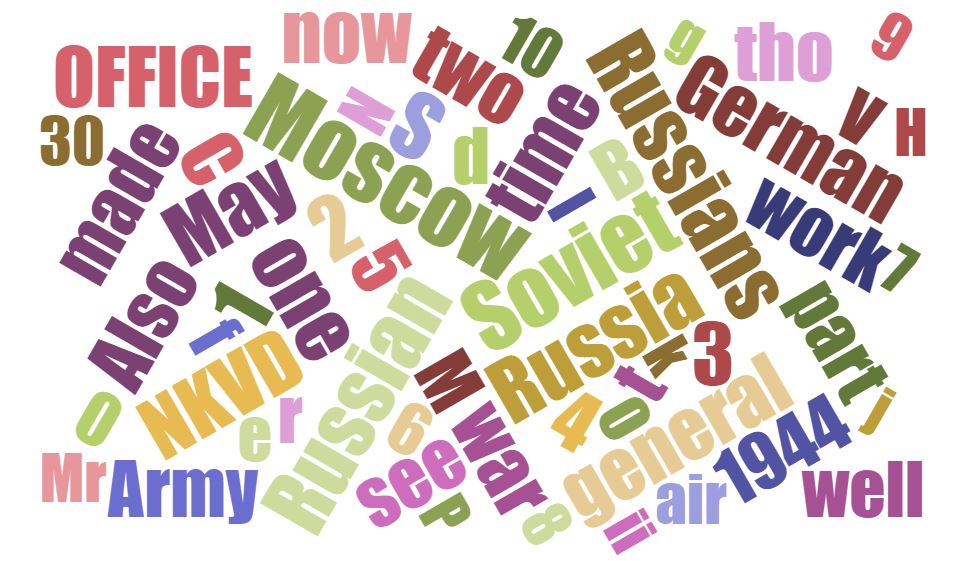 OFFICE
now
two
10
g
tho
9
30
made
c
Moscow
z
S
d
time
Russians
German
V
H
May
2
5
one
I
B
Soviet
work
7
Also
1
f
NKVD
Russian
Russia
k
3
part
j
0
e
r
M
6
war
4
t
o
general
1944
Mr
Army
see
P
8
li
air
well